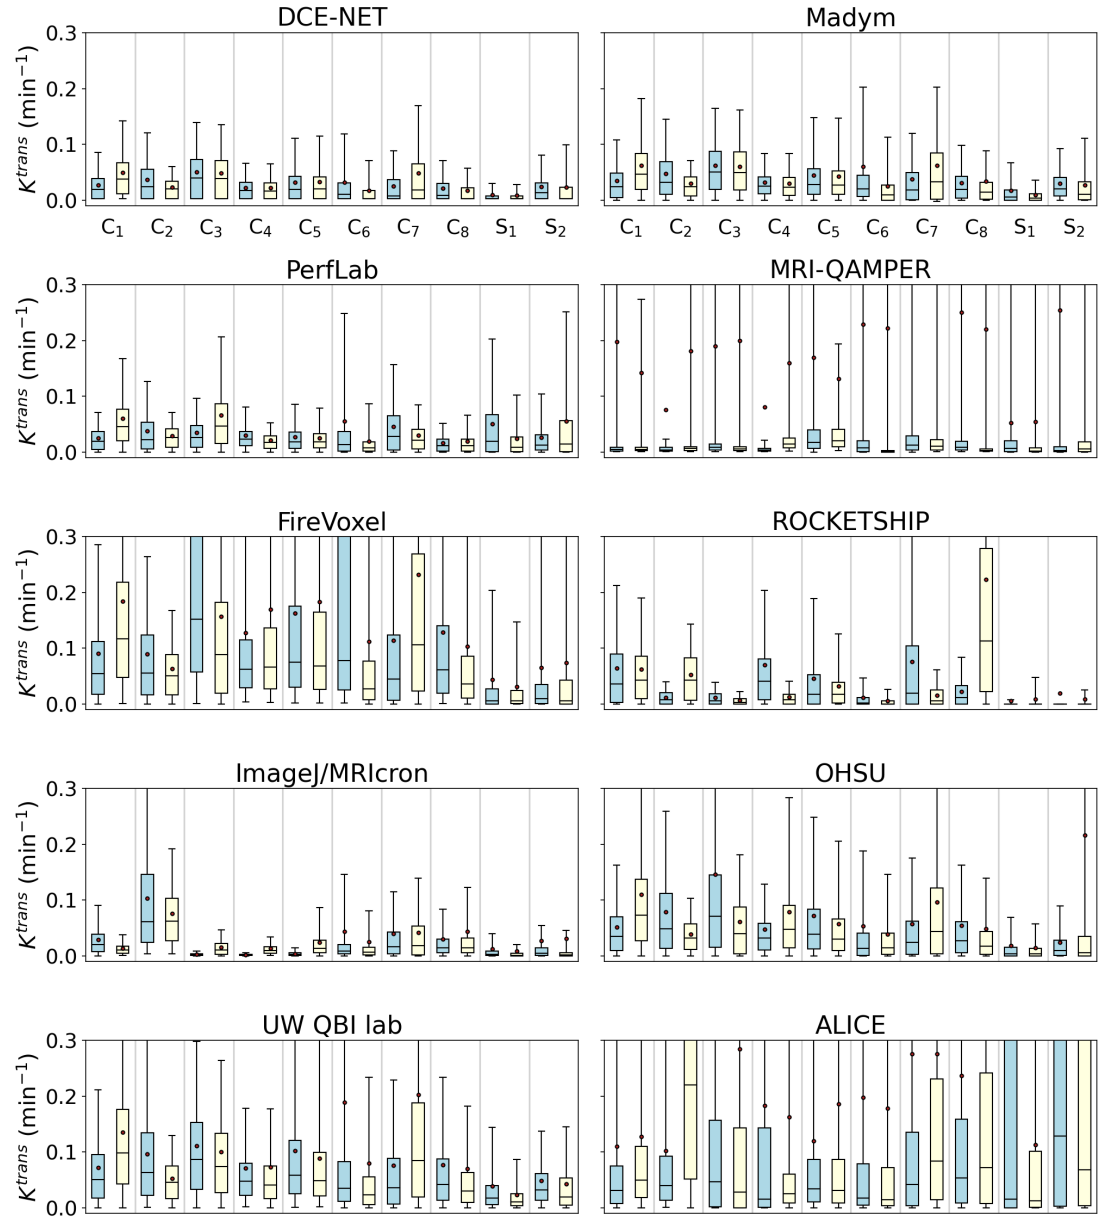 DCE-NET
Madym
K^trans (min⁻¹)
0.3
0.2
0.1
0.0
C₁ C₂ C₃ C₄ C₅ C₆ C₇ C₈ S₁ S₂
C₁ C₂ C₃ C₄ C₅ C₆ C₇ C₈ S₁ S₂
PerfLab
MRI-QAMPER
K^trans (min⁻¹)
0.3
0.2
0.1
0.0
FireVoxel
ROCKETSHIP
K^trans (min⁻¹)
0.3
0.2
0.1
0.0
ImageJ/MRIcron
OHSU
K^trans (min⁻¹)
0.3
0.2
0.1
0.0
UW QBI lab
ALICE
K^trans (min⁻¹)
0.3
0.2
0.1
0.0